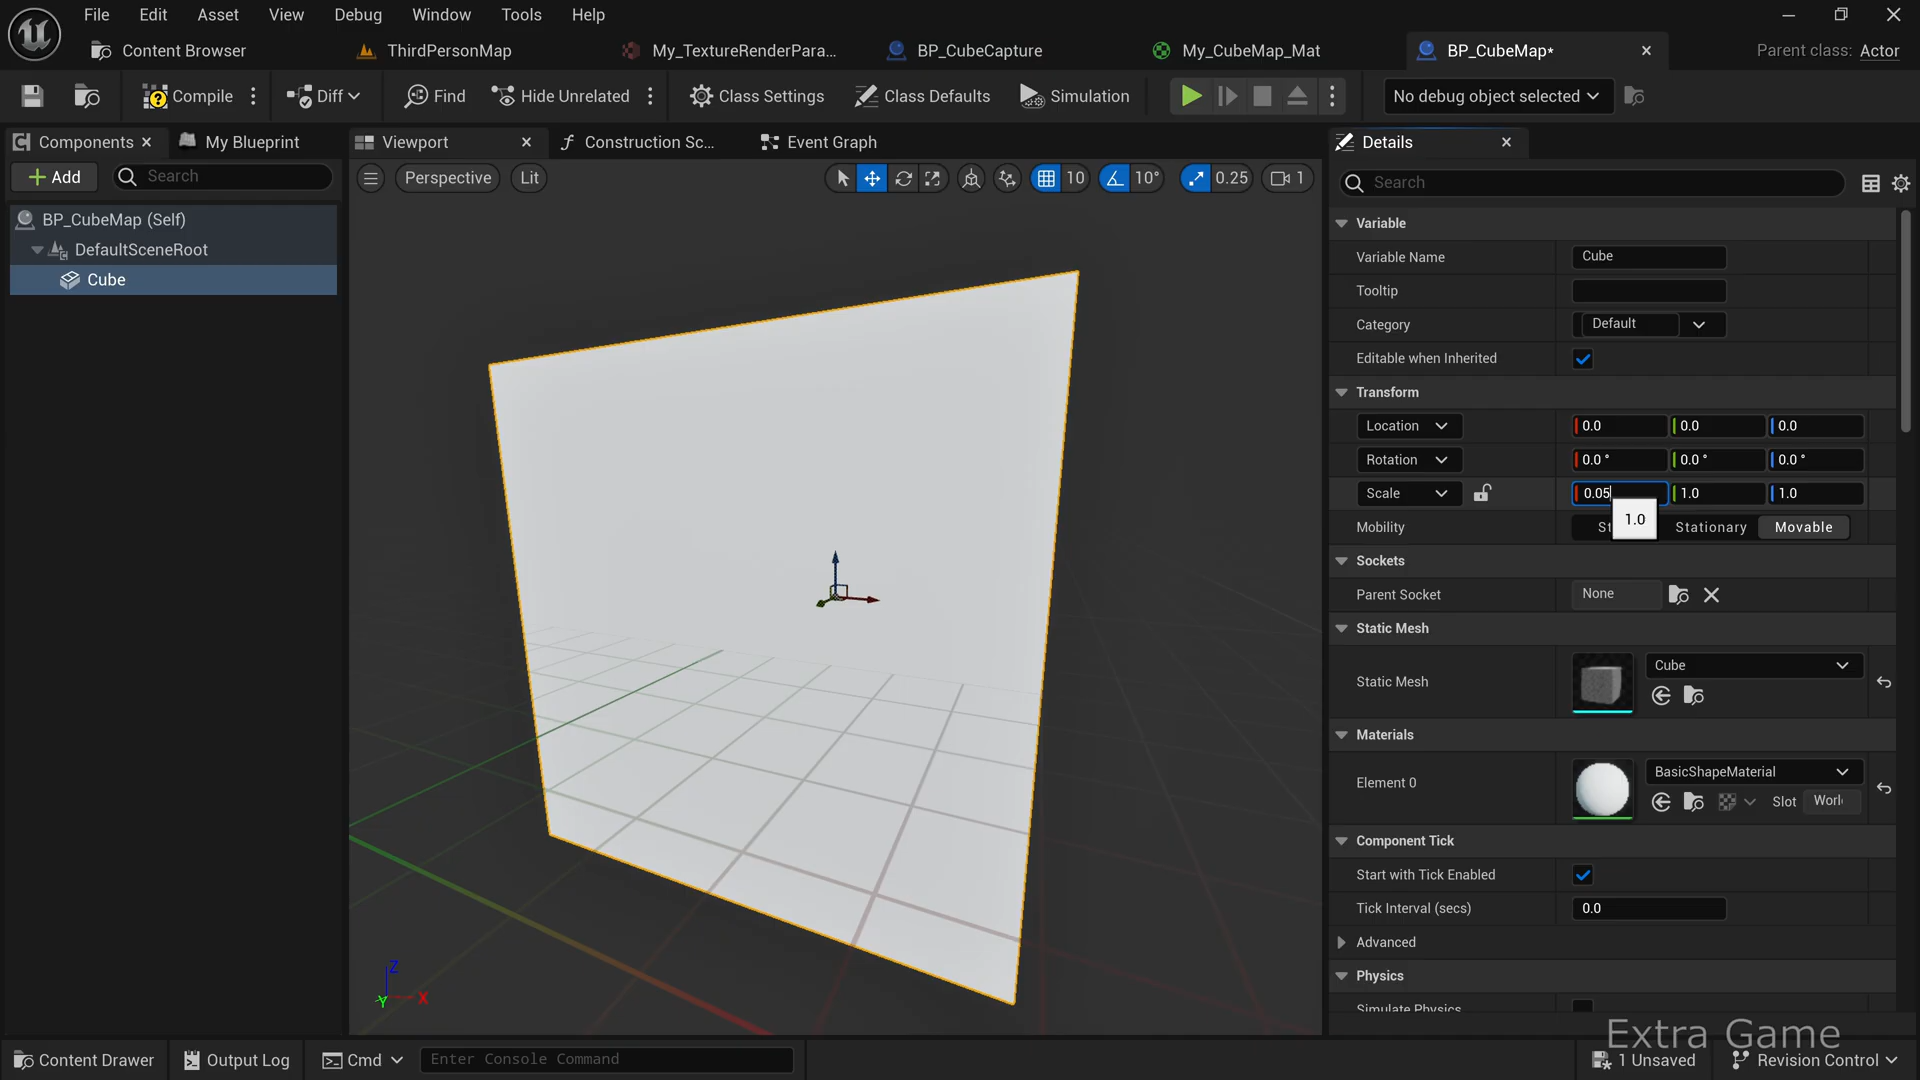 File Edit Asset View Debug Window Tools Help
Content Browser ThirdPersonMap My_TextureRenderPara... BP_CubeCapture My_CubeMap_Mat BP_CubeMap* Parent class: Actor
Compile Diff Find Hide Unrelated Class Settings Class Defaults Simulation No debug object selected
Components My Blueprint Viewport Construction Sc... Event Graph Details
Add Search Perspective Lit 10 10° 0.25 1 Search
BP_CubeMap (Self)
DefaultSceneRoot
Cube
Variable
Variable Name Cube
Tooltip
Category Default
Editable when Inherited
Transform
Location 0.0 0.0 0.0
Rotation 0.0 ° 0.0 ° 0.0 °
Scale 0.05 1.0 1.0
1.0
Mobility St Stationary Movable
Sockets
Parent Socket None
Static Mesh
Static Mesh Cube
Materials
Element 0 BasicShapeMaterial
Slot Worl
Component Tick
Start with Tick Enabled
Tick Interval (secs) 0.0
Advanced
Physics
Simulate Physics
Z
Y X
Extra Game
Content Drawer Output Log Cmd Enter Console Command 1 Unsaved Revision Control